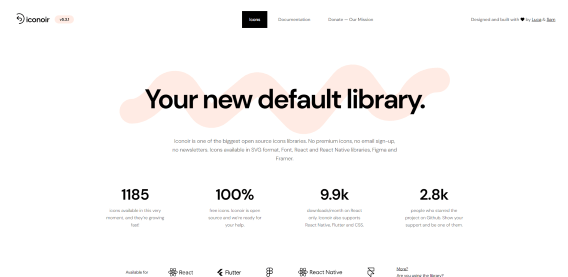 iconoir
Icons
Documentation
Donate — Our Mission
Designed and built with ♥ by Luca & Sam
Your new default library.
Iconoir is one of the biggest open source icons libraries. No premium icons, no email sign-up,
no newsletters. Icons available in SVG format, Font, React and React Native libraries, Figma and
Framer.
1185
icons available in this very
moment, and they're growing
fast!
100%
free icons. Iconoir is open
source and we're ready for
your help.
9.9k
downloads/month on React
only. Iconoir also supports
React Native, Flutter and CSS.
2.8k
people who starred the
project on Github. Show your
support and be one of them.
Available for
React
Flutter
React Native
More?
Are you using the library?